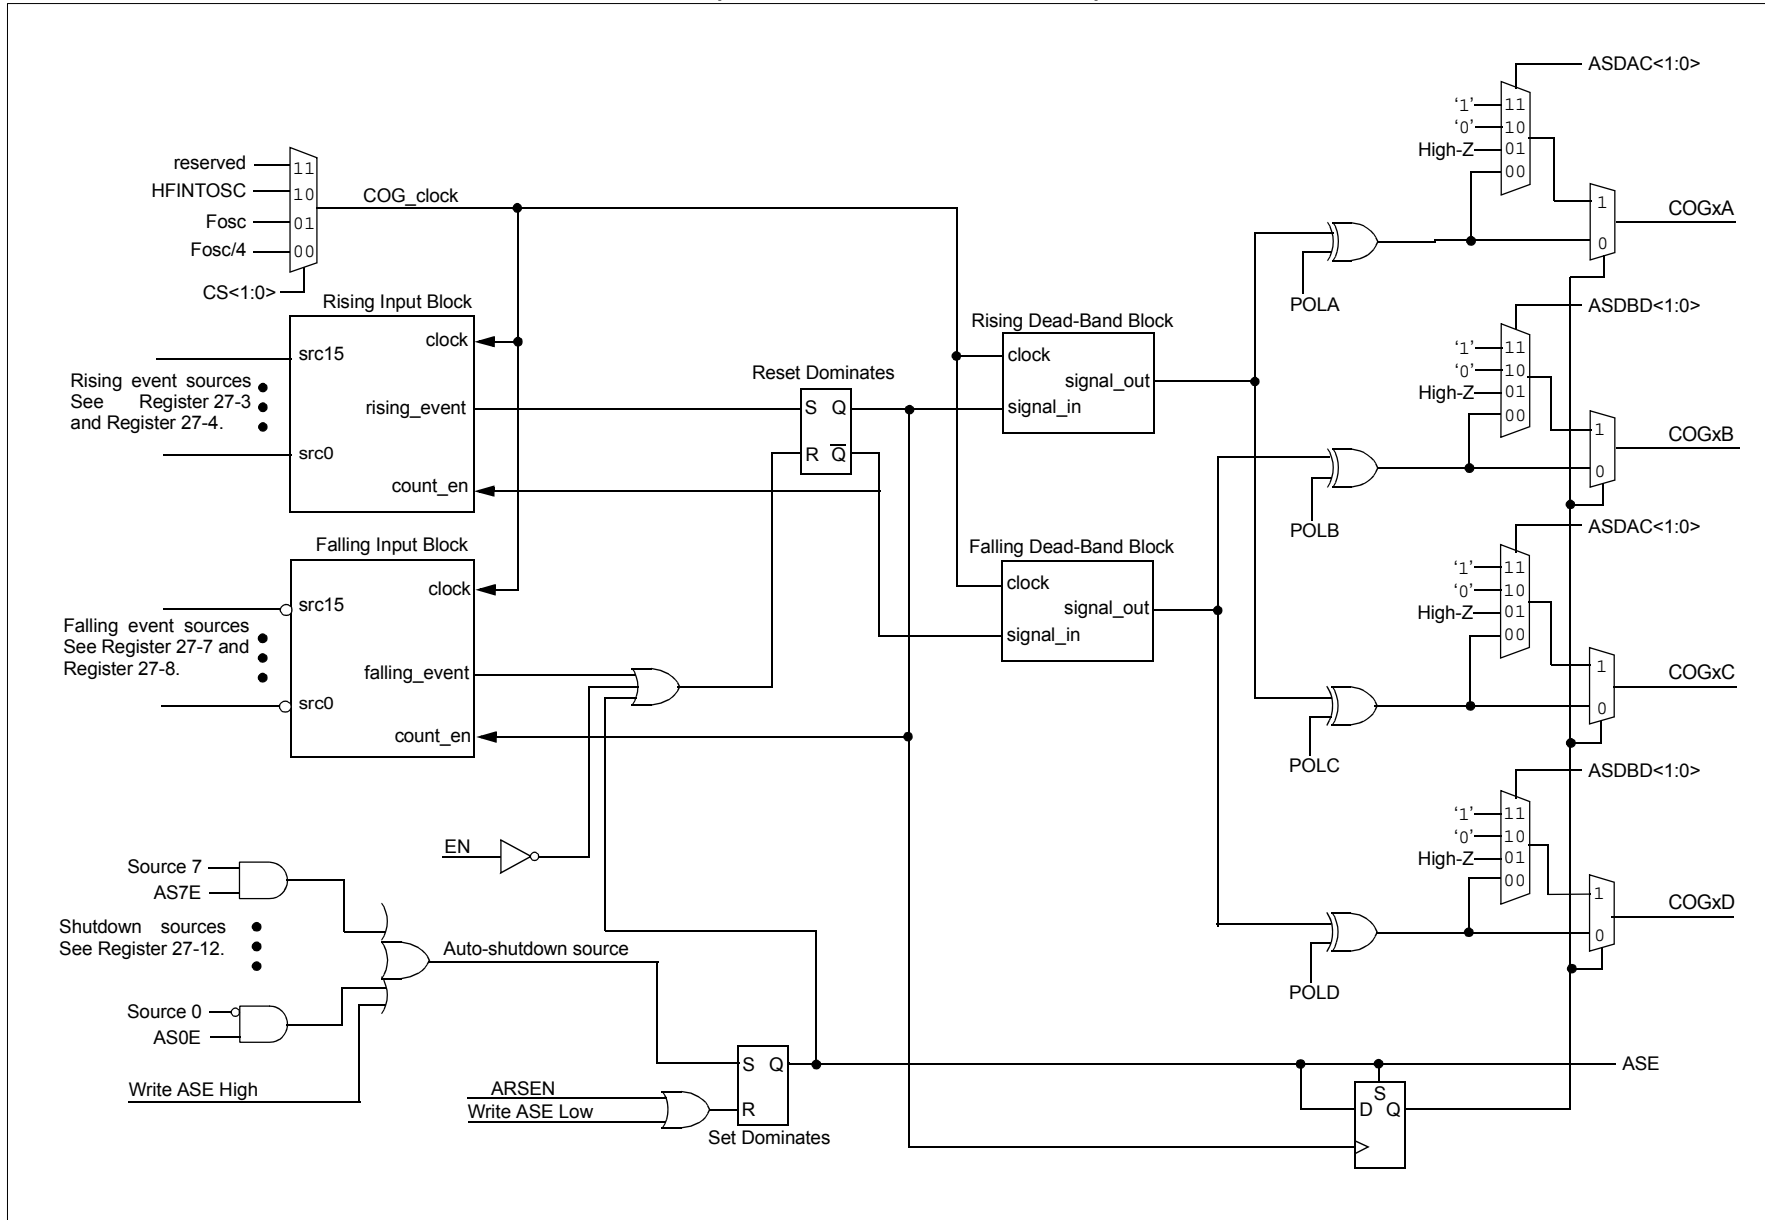 reserved
HFINTOSC
Fosc
Fosc/4
11
10
01
00
CS<1:0>
COG_clock
Rising Input Block
clock
src15
rising_event
src0
count_en
Rising event sources
See Register 27-3
and Register 27-4.
Falling Input Block
clock
src15
falling_event
src0
count_en
Falling event sources
See Register 27-7 and
Register 27-8.
Reset Dominates
S Q
R Q̅
Rising Dead-Band Block
clock
signal_out
signal_in
Falling Dead-Band Block
clock
signal_out
signal_in
EN
Source 7
AS7E
Shutdown sources
See Register 27-12.
Source 0
AS0E
Write ASE High
Auto-shutdown source
ARSEN
Write ASE Low
S Q
R
Set Dominates
ASDAC<1:0>
'1' 11
'0' 10
High-Z 01
00
1
0
COGxA
POLA
ASDBD<1:0>
'1' 11
'0' 10
High-Z 01
00
1
0
COGxB
POLB
ASDAC<1:0>
'1' 11
'0' 10
High-Z 01
00
1
0
COGxC
POLC
ASDBD<1:0>
'1' 11
'0' 10
High-Z 01
00
1
0
COGxD
POLD
ASE
S
D Q